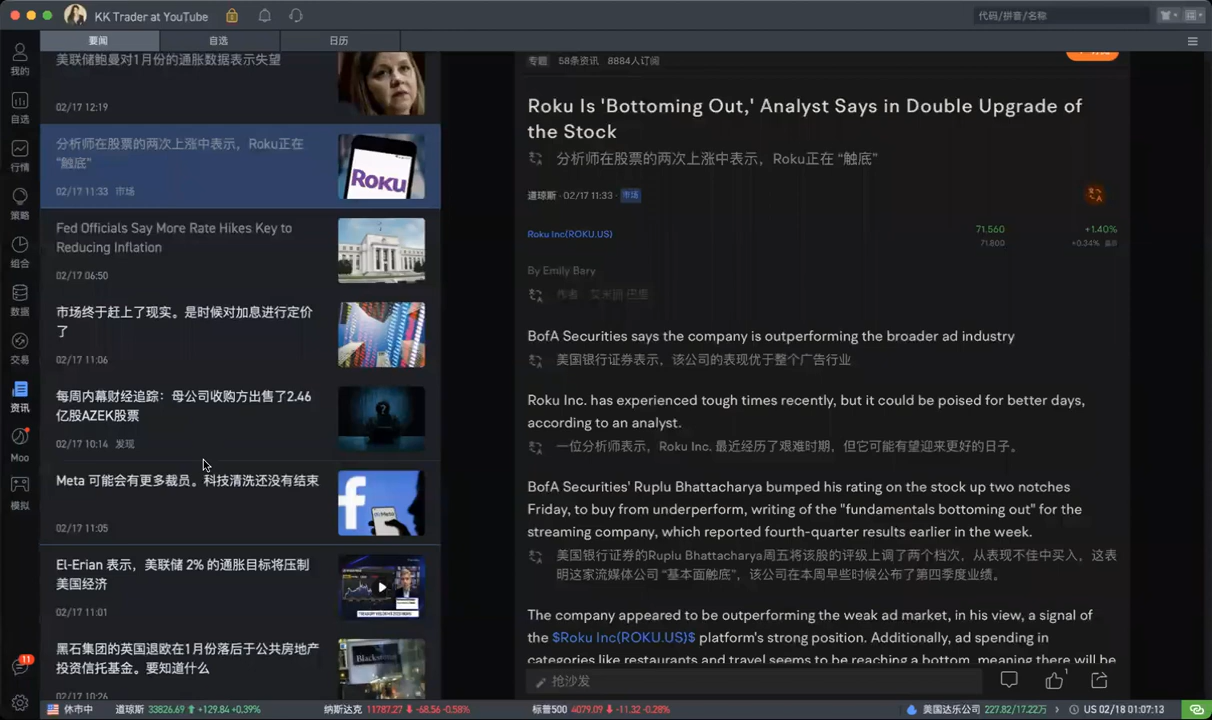 KK Trader at YouTube
代码/拼音/名称
要闻
自选
日历
我的
自选
行情
策略
组合
数据
交易
资讯
Moo
模拟
11
美联储鲍曼对1月份的通胀数据表示失望
02/17 12:19
分析师在股票的两次上涨中表示，Roku正在
“触底”
02/17 11:33 市场
ROKU
Fed Officials Say More Rate Hikes Key to
Reducing Inflation
02/17 06:50
市场终于赶上了现实。是时候对加息进行定价
了
02/17 11:06
每周内幕财经追踪：母公司收购方出售了2.46
亿股AZEK股票
02/17 10:14 发现
Meta 可能会有更多裁员。科技清洗还没有结束
02/17 11:05
El-Erian 表示，美联储 2% 的通胀目标将压制
美国经济
02/17 11:01
黑石集团的英国退欧在1月份落后于公共房地产
投资信托基金。要知道什么
02/17 10:26
专题 58条资讯 8884人订阅
Roku Is 'Bottoming Out,' Analyst Says in Double Upgrade of
the Stock
分析师在股票的两次上涨中表示，Roku正在 “触底”
道琼斯 · 02/17 11:33 市场
Roku Inc(ROKU.US)
71.560 +1.40%
71.800 +0.34%
By Emily Bary
作者 艾米丽·巴里
BofA Securities says the company is outperforming the broader ad industry
美国银行证券表示，该公司的表现优于整个广告行业
Roku Inc. has experienced tough times recently, but it could be poised for better days,
according to an analyst.
一位分析师表示，Roku Inc. 最近经历了艰难时期，但它可能有望迎来更好的日子。
BofA Securities' Ruplu Bhattacharya bumped his rating on the stock up two notches
Friday, to buy from underperform, writing of the "fundamentals bottoming out" for the
streaming company, which reported fourth-quarter results earlier in the week.
美国银行证券的Ruplu Bhattacharya周五将该股的评级上调了两个档次，从表现不佳中买入，这表
明这家流媒体公司 “基本面触底”，该公司在本周早些时候公布了第四季度业绩。
The company appeared to be outperforming the weak ad market, in his view, a signal of
the $Roku Inc(ROKU.US)$ platform's strong position. Additionally, ad spending in
categories like restaurants and travel seems to be reaching a bottom, meaning there will be
抢沙发
1
休市中 道琼斯 33826.69 +129.84 +0.39% 纳斯达克 11787.27 -68.56 -0.58% 标普500 4079.09 -11.32 -0.28% 美国达乐公司 227.82/17.22万 US 02/18 01:07:13